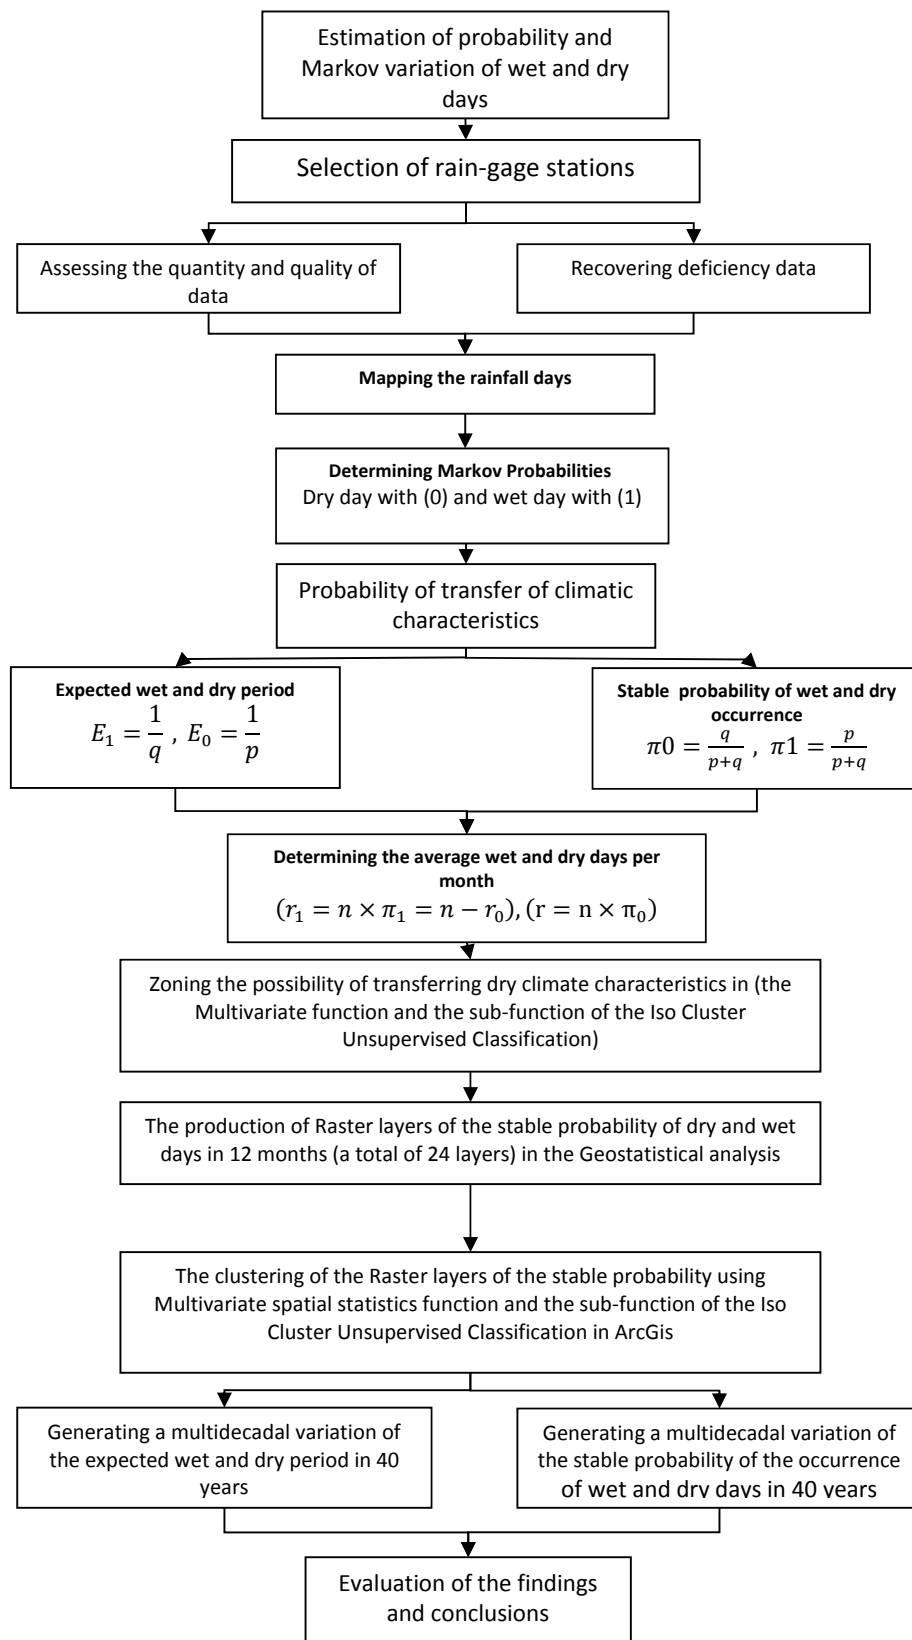 Estimation of probability and
Markov variation of wet and dry
days
Selection of rain-gage stations
Assessing the quantity and quality of
data
Recovering deficiency data
Mapping the rainfall days
Determining Markov Probabilities
Dry day with (0) and wet day with (1)
Probability of transfer of climatic
characteristics
Expected wet and dry period
E₁ = 1/q , E₀ = 1/p
Stable probability of wet and dry
occurrence
π0 = q/p+q , π1 = p/p+q
Determining the average wet and dry days per
month
(r₁ = n × π₁ = n − r₀), (r = n × π₀)
Zoning the possibility of transferring dry climate characteristics in (the
Multivariate function and the sub-function of the Iso Cluster
Unsupervised Classification)
The production of Raster layers of the stable probability of dry and wet
days in 12 months (a total of 24 layers) in the Geostatistical analysis
The clustering of the Raster layers of the stable probability using
Multivariate spatial statistics function and the sub-function of the Iso
Cluster Unsupervised Classification in ArcGis
Generating a multidecadal variation of
the expected wet and dry period in 40
years
Generating a multidecadal variation of
the stable probability of the occurrence
of wet and dry days in 40 years
Evaluation of the findings
and conclusions